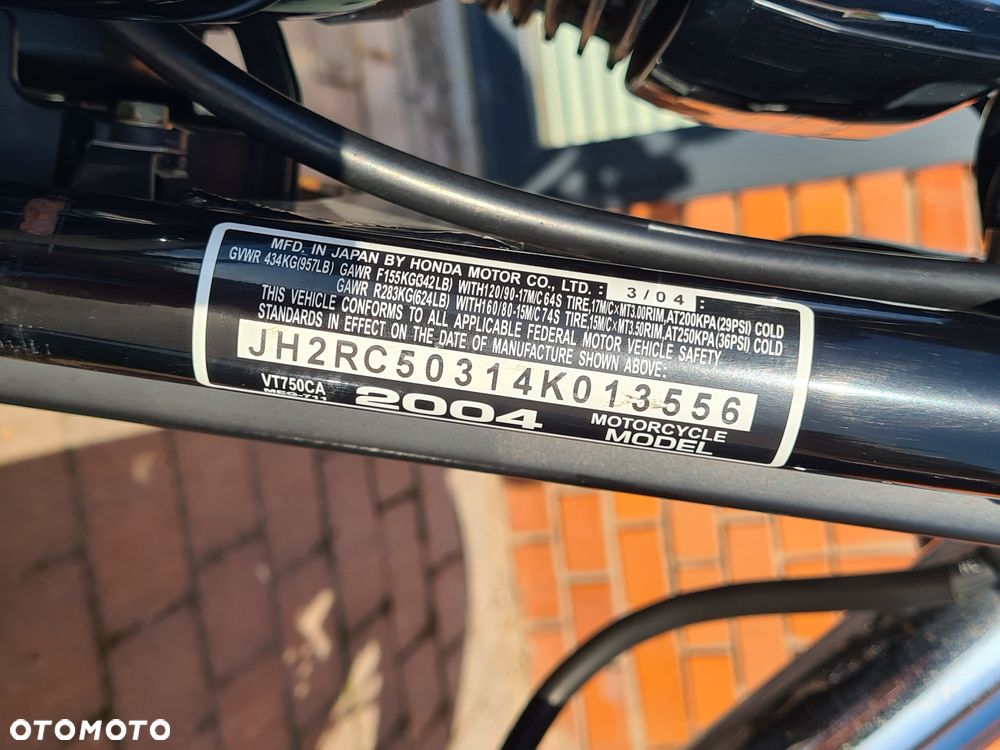 MFD. IN JAPAN BY HONDA MOTOR CO., LTD. : 3/04 :
GVWR 434KG(957LB) GAWR F155KG(342LB) WITH120/90-17M/C 64S TIRE,17M/C×MT3.00RIM,AT200KPA(29PSI) COLD
GAWR R283KG(624LB) WITH160/80-15M/C 74S TIRE,15M/C×MT3.50RIM,AT250KPA(36PSI) COLD
THIS VEHICLE CONFORMS TO ALL APPLICABLE FEDERAL MOTOR VEHICLE SAFETY
STANDARDS IN EFFECT ON THE DATE OF MANUFACTURE SHOWN ABOVE:
JH2RC50314K013556
VT750CA
MEG-711
2004
MOTORCYCLE
MODEL
OTOMOTO